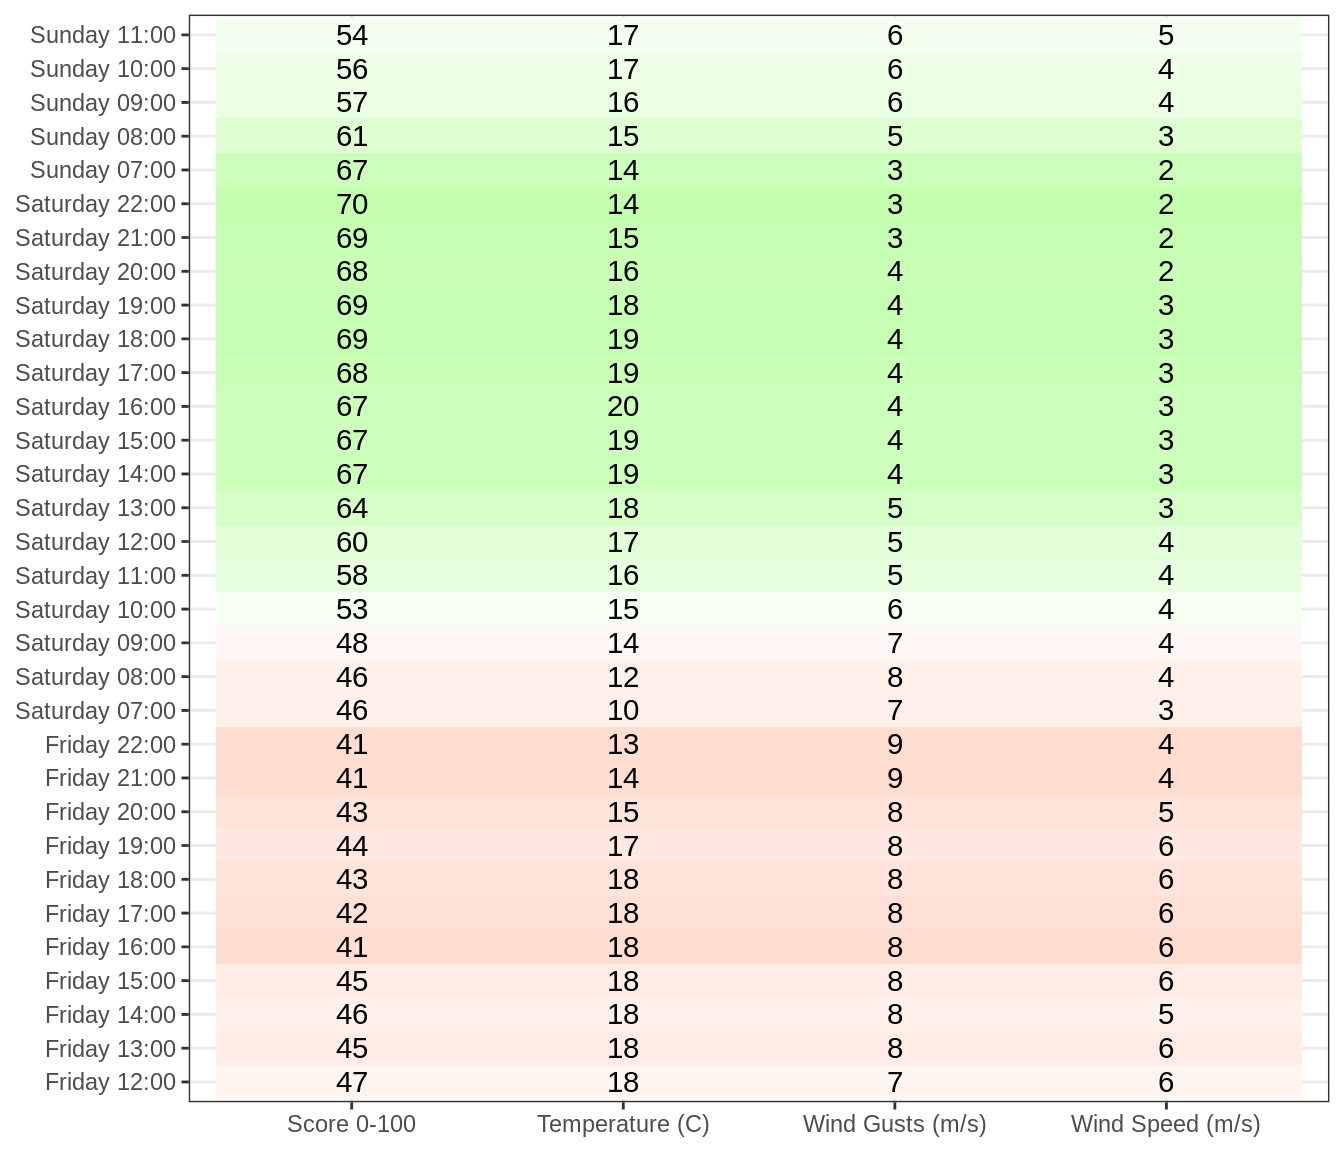 Sunday 11:00 54 17 6 5
Sunday 10:00 56 17 6 4
Sunday 09:00 57 16 6 4
Sunday 08:00 61 15 5 3
Sunday 07:00 67 14 3 2
Saturday 22:00 70 14 3 2
Saturday 21:00 69 15 3 2
Saturday 20:00 68 16 4 2
Saturday 19:00 69 18 4 3
Saturday 18:00 69 19 4 3
Saturday 17:00 68 19 4 3
Saturday 16:00 67 20 4 3
Saturday 15:00 67 19 4 3
Saturday 14:00 67 19 4 3
Saturday 13:00 64 18 5 3
Saturday 12:00 60 17 5 4
Saturday 11:00 58 16 5 4
Saturday 10:00 53 15 6 4
Saturday 09:00 48 14 7 4
Saturday 08:00 46 12 8 4
Saturday 07:00 46 10 7 3
Friday 22:00 41 13 9 4
Friday 21:00 41 14 9 4
Friday 20:00 43 15 8 5
Friday 19:00 44 17 8 6
Friday 18:00 43 18 8 6
Friday 17:00 42 18 8 6
Friday 16:00 41 18 8 6
Friday 15:00 45 18 8 6
Friday 14:00 46 18 8 5
Friday 13:00 45 18 8 6
Friday 12:00 47 18 7 6
Score 0-100 Temperature (C) Wind Gusts (m/s) Wind Speed (m/s)